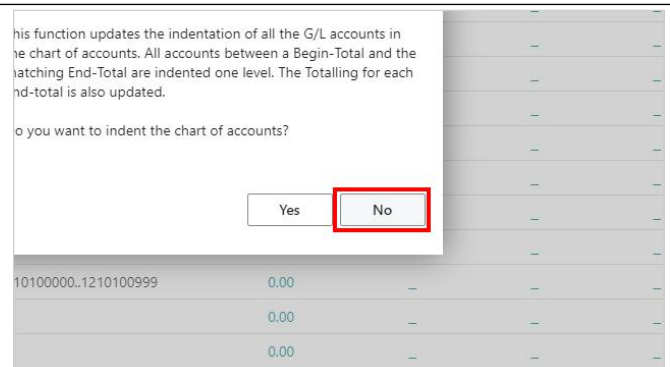 his function updates the indentation of all the G/L accounts in
he chart of accounts. All accounts between a Begin-Total and the
natching End-Total are indented one level. The Totalling for each
nd-total is also updated.
o you want to indent the chart of accounts?
Yes No
10100000..1210100999 0.00 _ _ _
0.00 _ _ _
0.00 _ _ _